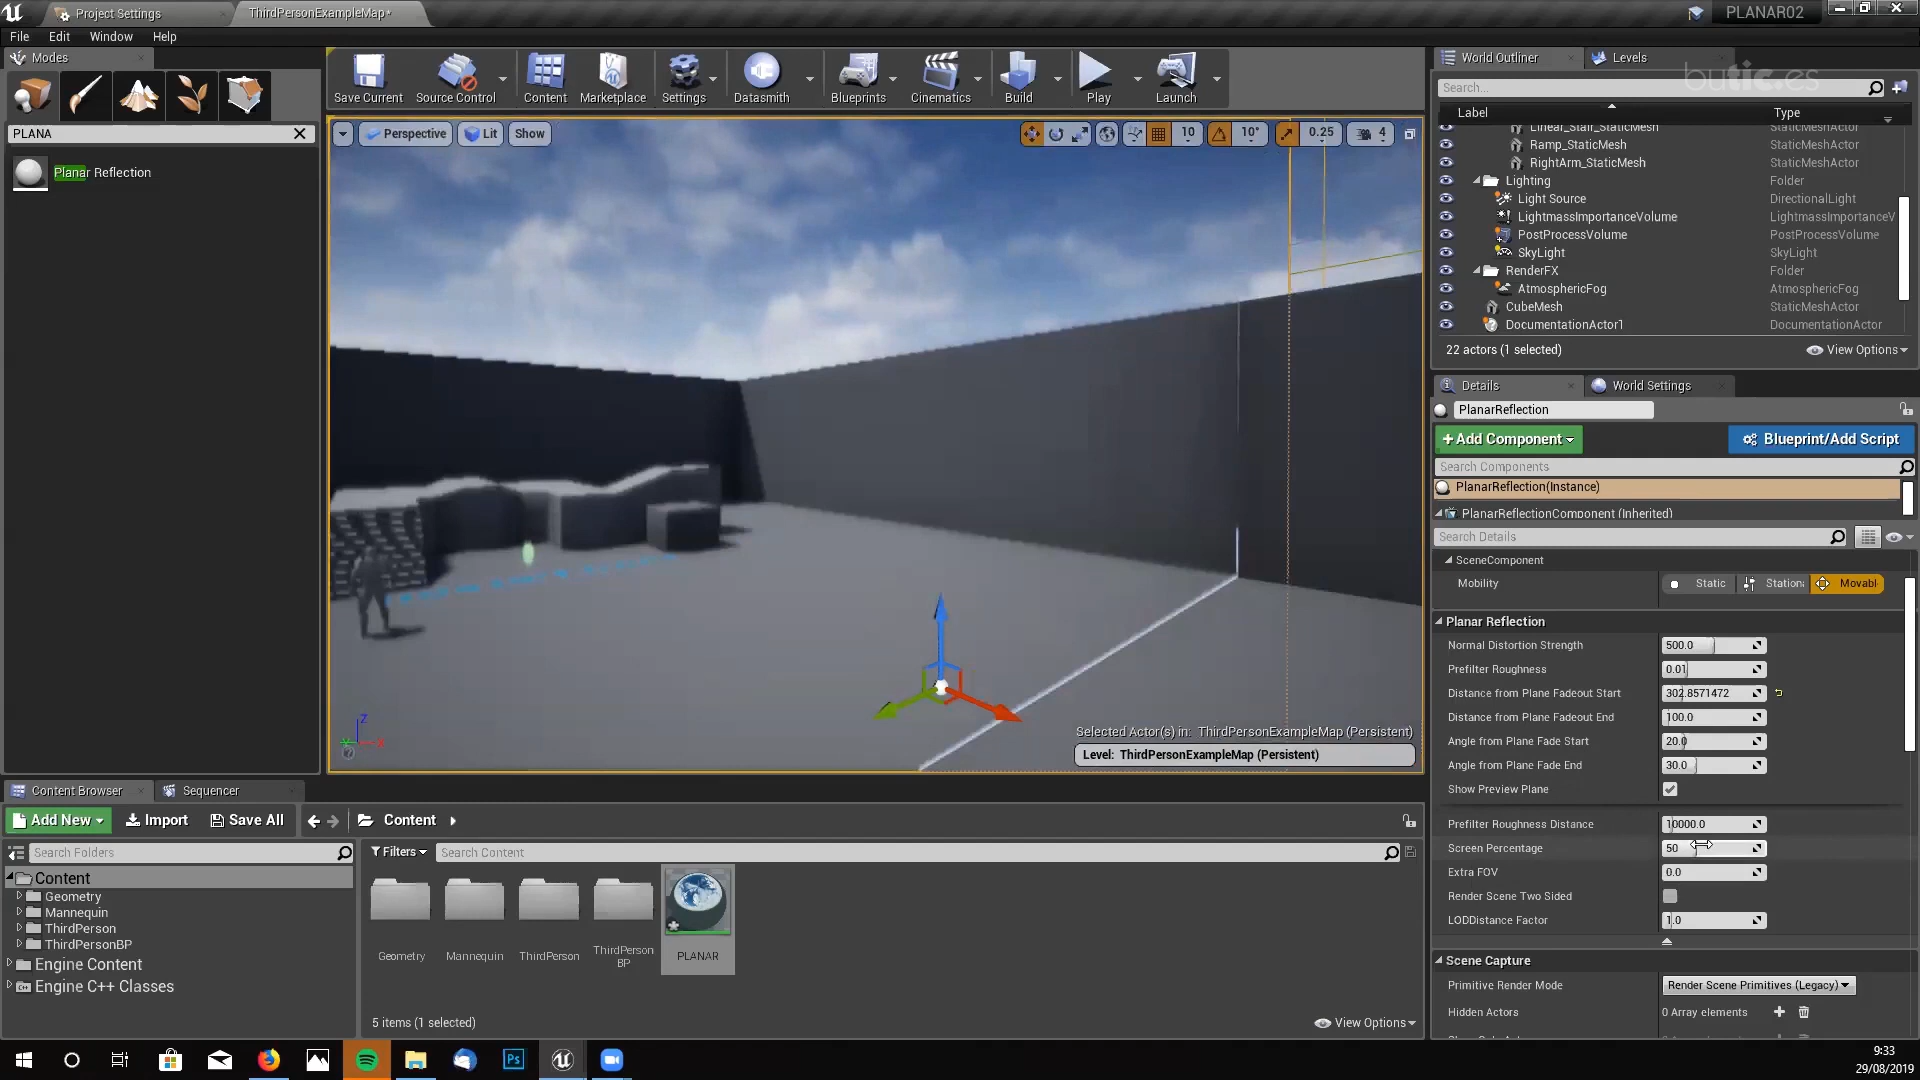 Project Settings
ThirdPersonExampleMap*
PLANAR02
File Edit Window Help
Modes
PLANA
Planar Reflection
Save Current
Source Control
Content
Marketplace
Settings
Datasmith
Blueprints
Cinematics
Build
Play
Launch
Perspective
Lit
Show
10
10°
0.25
4
Z
X
Selected Actor(s) in: ThirdPersonExampleMap (Persistent)
Level: ThirdPersonExampleMap (Persistent)
World Outliner
Levels
butic.es
Search...
Label Type
Linear_Stair_StaticMesh StaticMeshActor
Ramp_StaticMesh StaticMeshActor
RightArm_StaticMesh StaticMeshActor
Lighting Folder
Light Source DirectionalLight
LightmassImportanceVolume LightmassImportanceV
PostProcessVolume PostProcessVolume
SkyLight SkyLight
RenderFX Folder
AtmosphericFog AtmosphericFog
CubeMesh StaticMeshActor
DocumentationActor1 DocumentationActor
22 actors (1 selected)
View Options
Details
World Settings
PlanarReflection
+Add Component
Blueprint/Add Script
Search Components
PlanarReflection(Instance)
PlanarReflectionComponent (Inherited)
Search Details
SceneComponent
Mobility Static Stationa Movabl
Planar Reflection
Normal Distortion Strength 500.0
Prefilter Roughness 0.01
Distance from Plane Fadeout Start 302.8571472
Distance from Plane Fadeout End 100.0
Angle from Plane Fade Start 20.0
Angle from Plane Fade End 30.0
Show Preview Plane
Prefilter Roughness Distance 10000.0
Screen Percentage 50
Extra FOV 0.0
Render Scene Two Sided
LODDistance Factor 1.0
Scene Capture
Primitive Render Mode Render Scene Primitives (Legacy)
Hidden Actors 0 Array elements
Content Browser
Sequencer
Add New
Import
Save All
Content
Search Folders
Filters
Search Content
Content
Geometry
Mannequin
ThirdPerson
ThirdPersonBP
Engine Content
Engine C++ Classes
Geometry
Mannequin
ThirdPerson
ThirdPerson
BP
PLANAR
5 items (1 selected)
View Options
Ps
9:33
29/08/2019